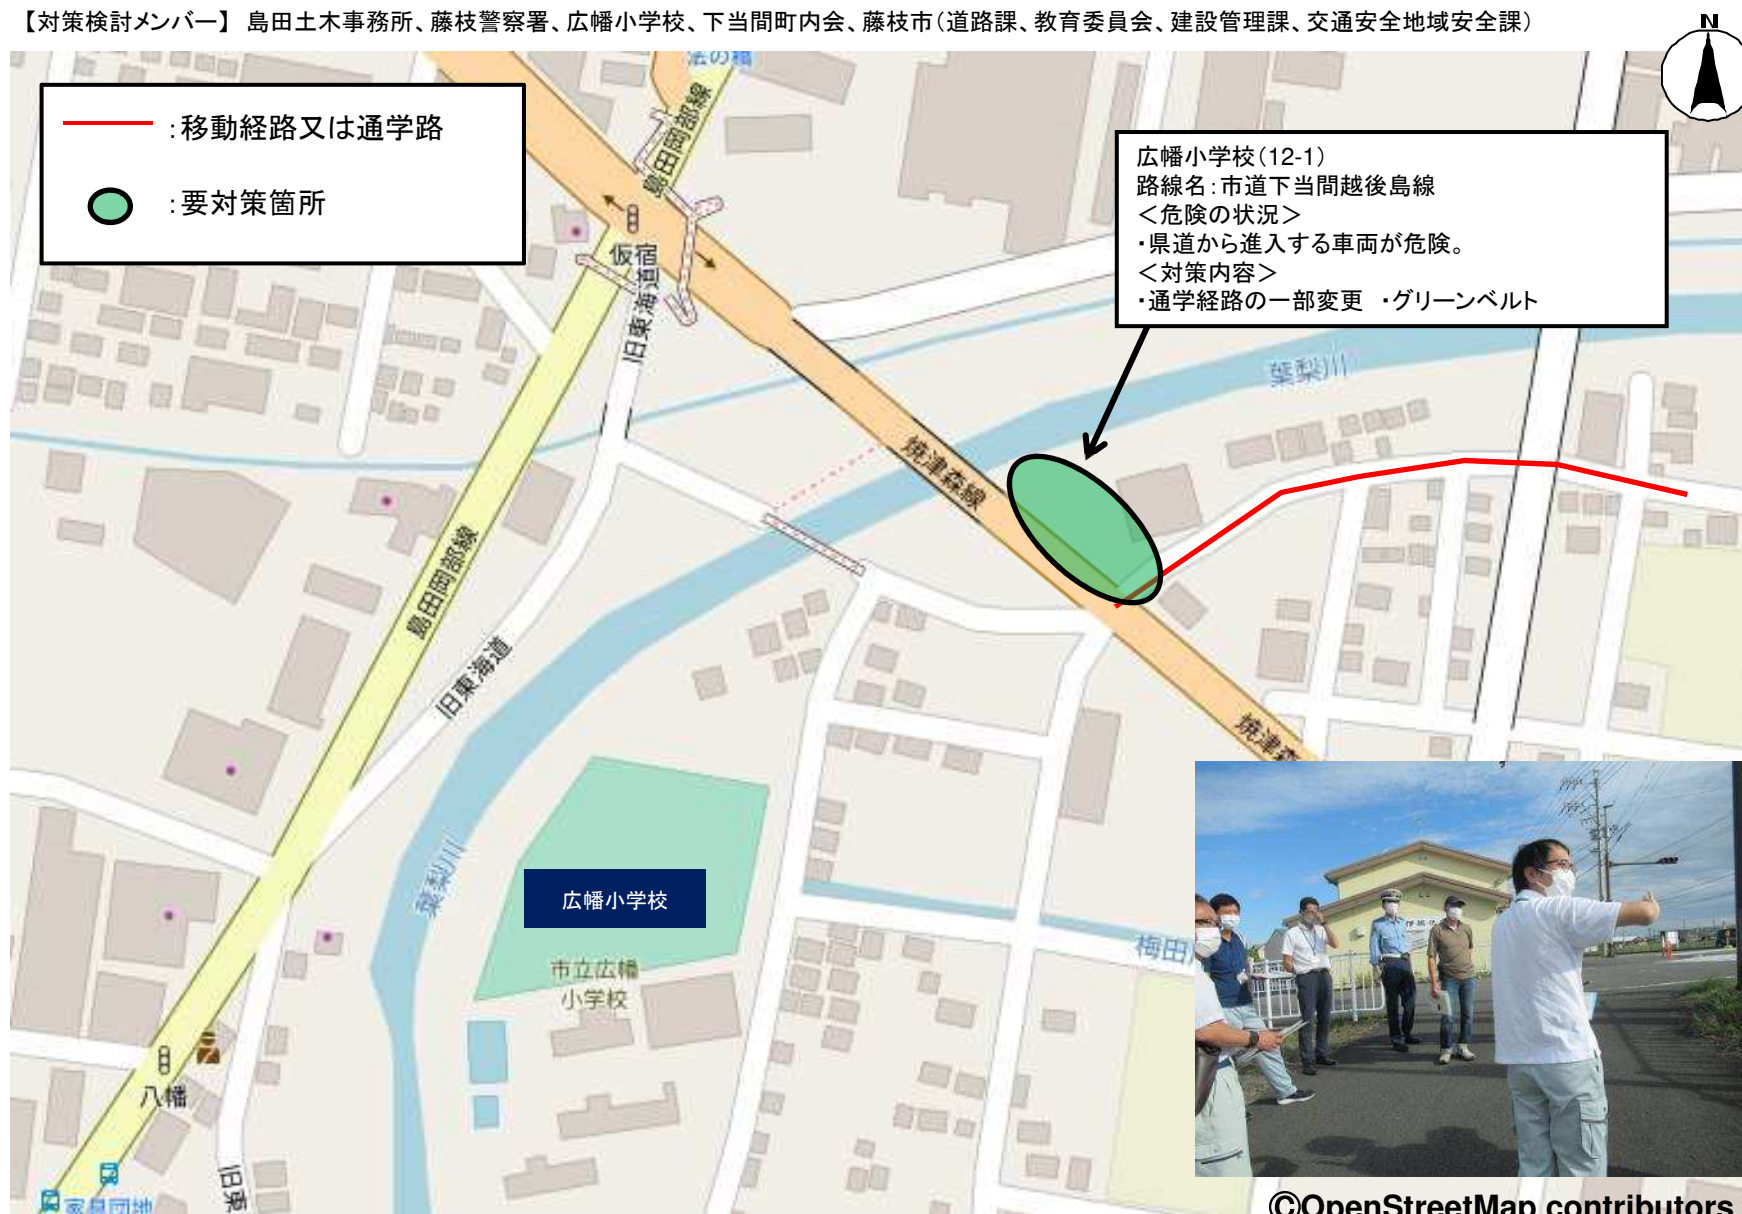 【対策検討メンバー】 島田土木事務所、藤枝警察署、広幡小学校、下当間町内会、藤枝市（道路課、教育委員会、建設管理課、交通安全地域安全課）
N
：移動経路又は通学路
：要対策箇所
広幡小学校（12-1）
路線名：市道下当間越後島線
＜危険の状況＞
・県道から進入する車両が危険。
＜対策内容＞
・通学経路の一部変更 ・グリーンベルト
法の橋
島田岡部線
仮宿
旧東海道
葉梨川
焼津森線
島田岡部線
旧東海道
焼津森
葉梨川
広幡小学校
市立広幡
小学校
梅田
八幡
旧東
家具団地
©OpenStreetMap contributors